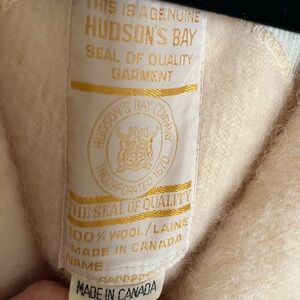 THIS IS A GENUINE
HUDSON'S BAY
SEAL OF QUALITY
GARMENT
HUDSON'S BAY COMPANY
INCORPORATED 1670
THE SEAL OF QUALITY
100% WOOL/LAINE
MADE IN CANADA
NAME
MADE IN CANADA